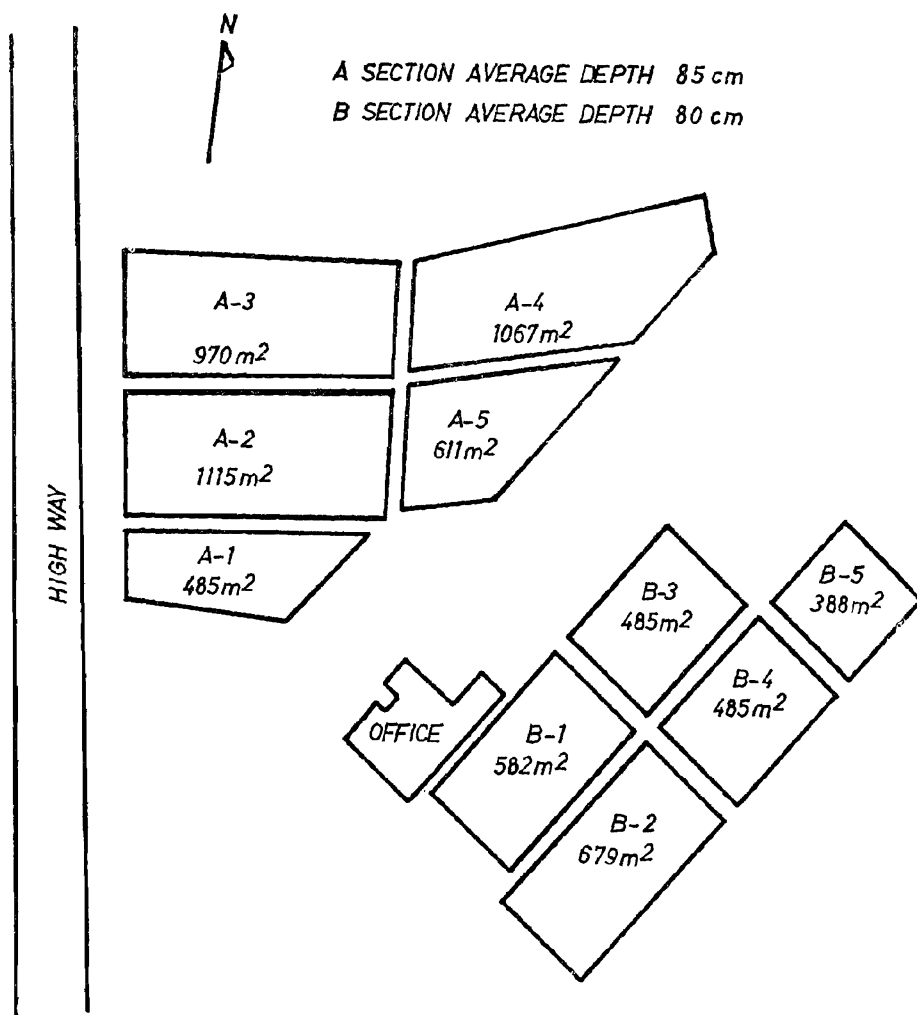 N
A SECTION AVERAGE DEPTH 85 cm
B SECTION AVERAGE DEPTH 80 cm
A-3
970 m2
A-4
1067 m2
A-2
1115 m2
A-5
611 m2
HIGH WAY
A-1
485 m2
B-3
485 m2
B-5
388 m2
B-4
485 m2
OFFICE
B-1
582 m2
B-2
679 m2